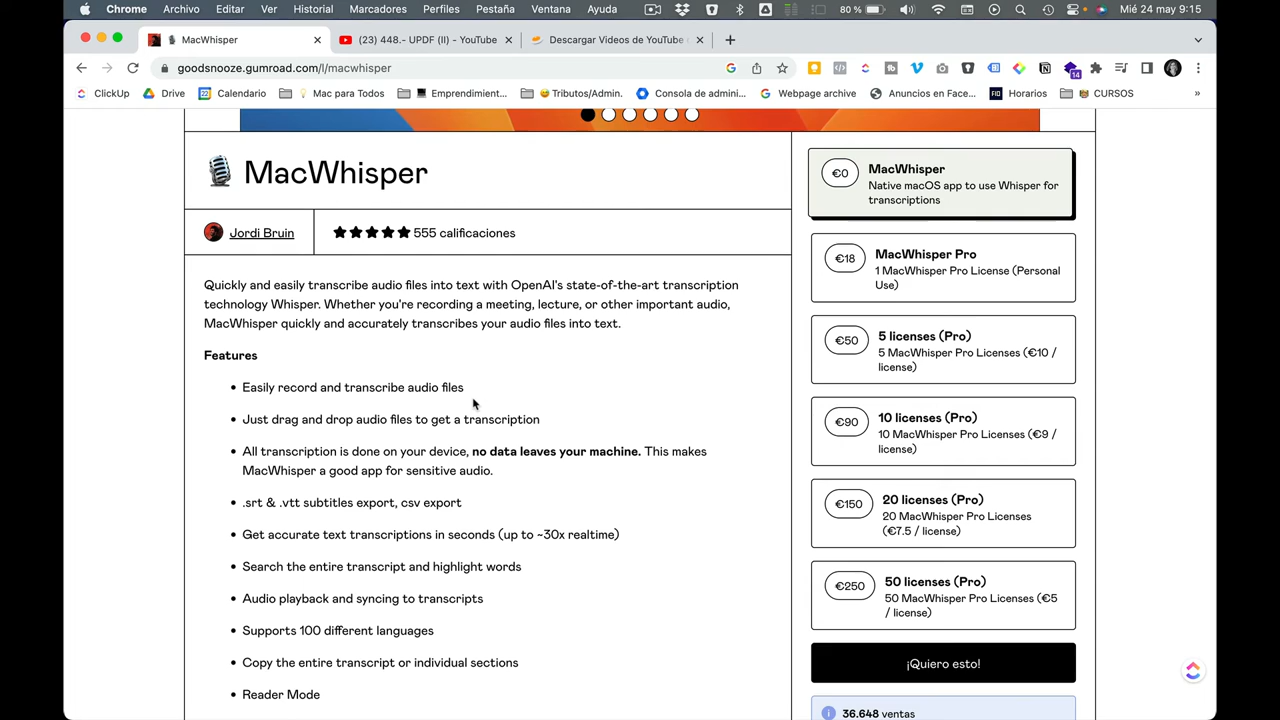 Chrome Archivo Editar Ver Historial Marcadores Perfiles Pestaña Ventana Ayuda 80 % Mié 24 may 9:15
MacWhisper (23) 448.- UPDF (II) - YouTube Descargar Videos de YouTube
goodsnooze.gumroad.com/l/macwhisper 14
ClickUp Drive 22 Calendario Mac para Todos Emprendimient... Tributos/Admin. Consola de admini... Webpage archive Anuncios en Face... FIQ Horarios CURSOS »
MacWhisper
Jordi Bruin
555 calificaciones
Quickly and easily transcribe audio files into text with OpenAI's state-of-the-art transcription
technology Whisper. Whether you're recording a meeting, lecture, or other important audio,
MacWhisper quickly and accurately transcribes your audio files into text.
Features
• Easily record and transcribe audio files
• Just drag and drop audio files to get a transcription
• All transcription is done on your device, no data leaves your machine. This makes
MacWhisper a good app for sensitive audio.
• .srt & .vtt subtitles export, csv export
• Get accurate text transcriptions in seconds (up to ~30x realtime)
• Search the entire transcript and highlight words
• Audio playback and syncing to transcripts
• Supports 100 different languages
• Copy the entire transcript or individual sections
• Reader Mode
€0 MacWhisper
Native macOS app to use Whisper for
transcriptions
€18 MacWhisper Pro
1 MacWhisper Pro License (Personal
Use)
€50 5 licenses (Pro)
5 MacWhisper Pro Licenses (€10 /
license)
€90 10 licenses (Pro)
10 MacWhisper Pro Licenses (€9 /
license)
€150 20 licenses (Pro)
20 MacWhisper Pro Licenses
(€7.5 / license)
€250 50 licenses (Pro)
50 MacWhisper Pro Licenses (€5
/ license)
¡Quiero esto!
36.648 ventas